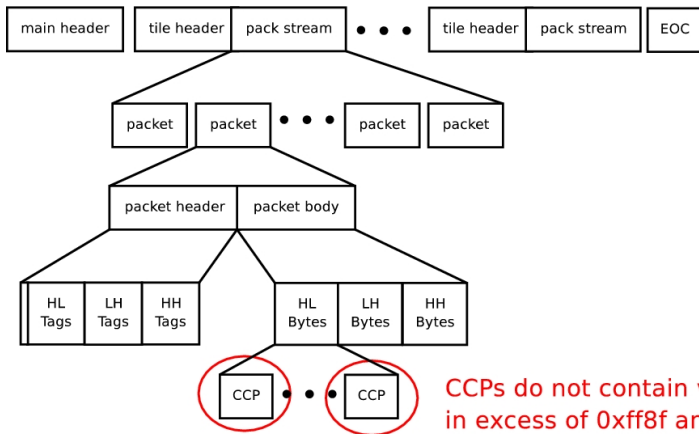 main header tile header pack stream tile header pack stream EOC
packet packet packet packet
packet header packet body
HL LH HH HL LH HH
Tags Tags Tags Bytes Bytes Bytes
CCP CCP
CCPs do not contain
in excess of 0xff8f